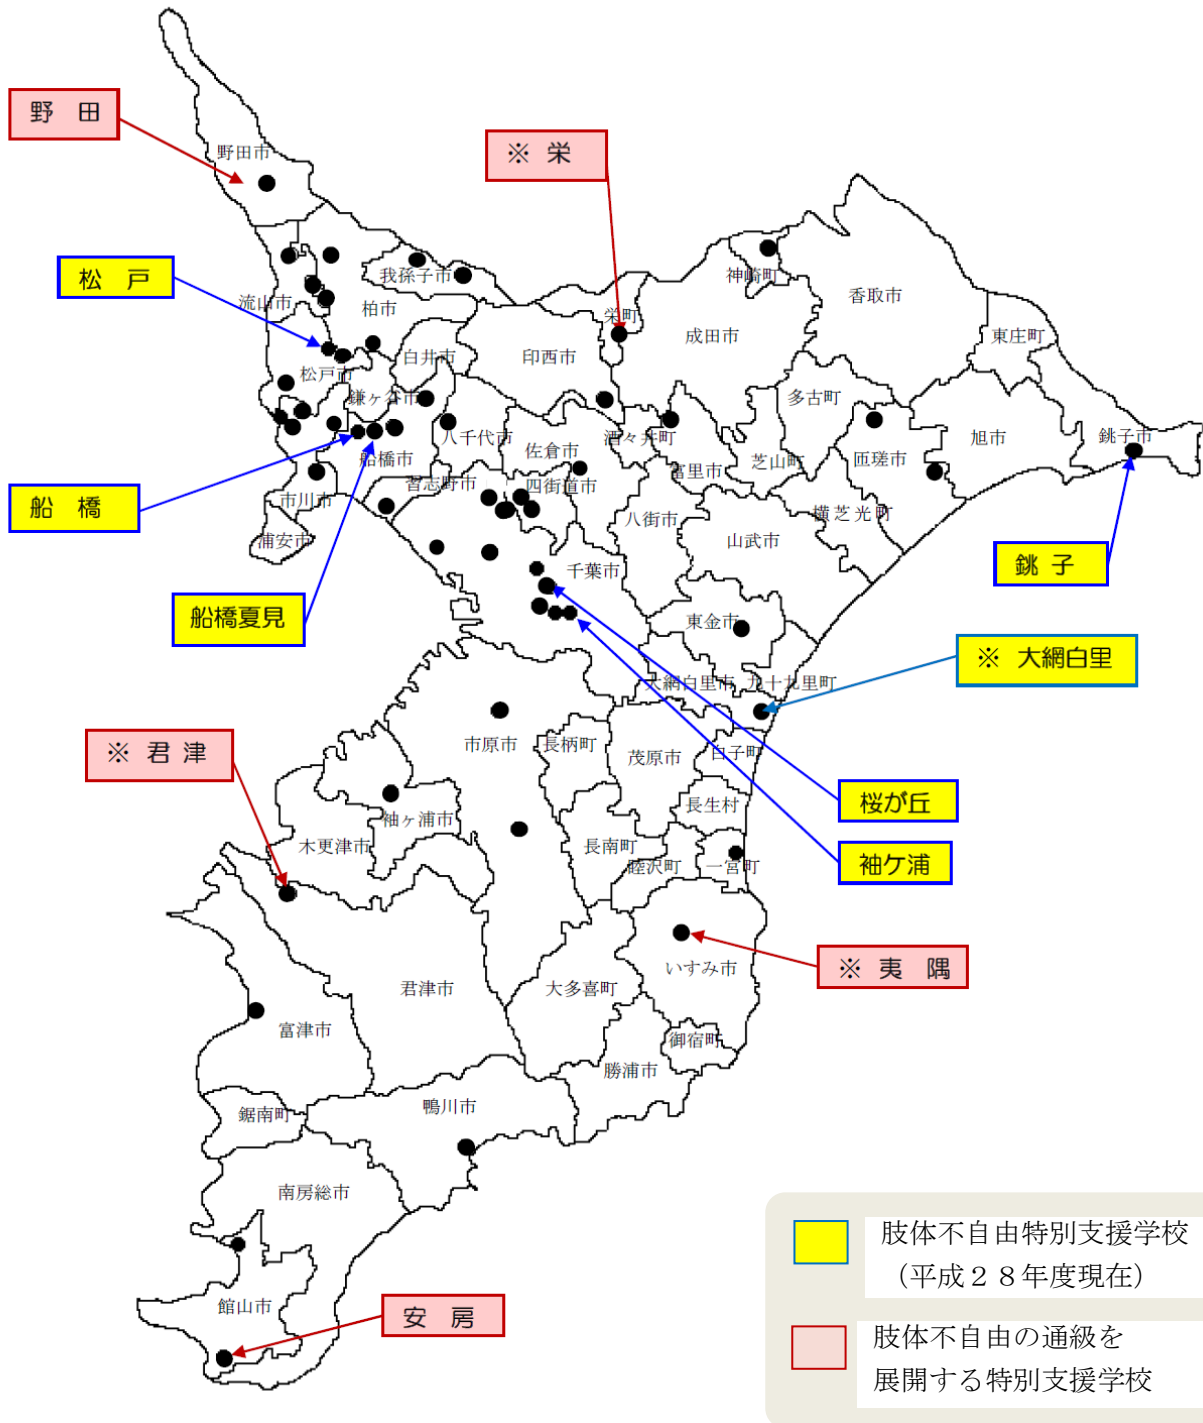 野 田
野田市
※ 栄
松 戸
我孫子市
神崎町
香取市
流山市
柏市
栄町
成田市
東庄町
白井市
印西市
松戸市
鎌ヶ谷市
多古町
八千代市
佐倉市
酒々井町
芝山町
匝瑳市
旭市
銚子市
船橋市
富里市
船 橋
市川市
習志野市
四街道市
八街市
横芝光町
山武市
浦安市
千葉市
銚 子
船橋夏見
東金市
※ 大網白里
大網白里市
九十九里町
※ 君 津
市原市
長柄町
茂原市
白子町
桜が丘
袖ヶ浦市
長生村
木更津市
長南町
睦沢町
一宮町
袖ケ浦
君津市
大多喜町
いすみ市
※ 夷 隅
富津市
御宿町
勝浦市
鋸南町
鴨川市
南房総市
館山市
安 房
肢体不自由特別支援学校
（平成２８年度現在）
肢体不自由の通級を
展開する特別支援学校